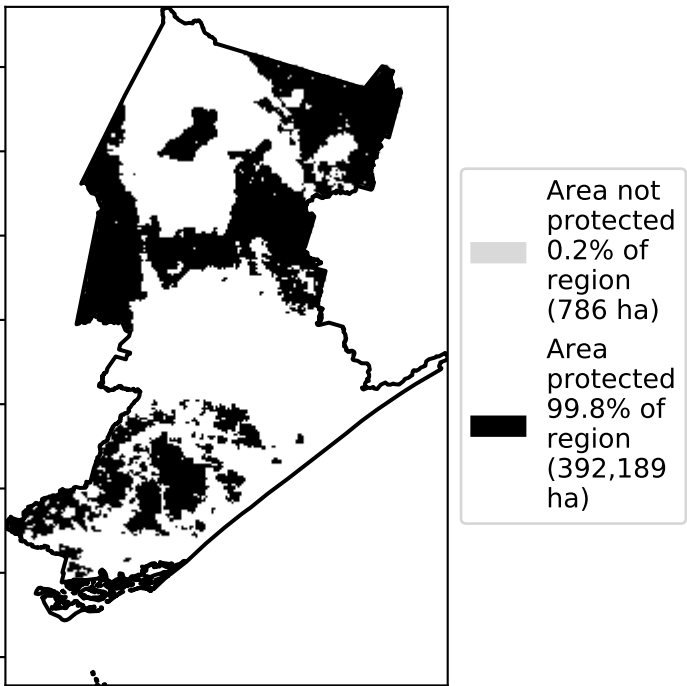 Area not
protected
0.2% of
region
(786 ha)
Area
protected
99.8% of
region
(392,189
ha)